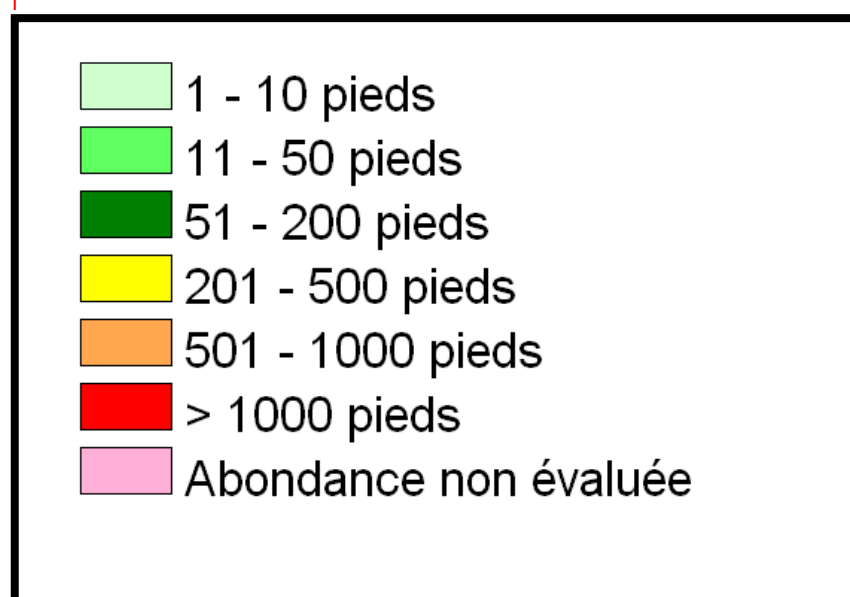 1 - 10 pieds
11 - 50 pieds
51 - 200 pieds
201 - 500 pieds
501 - 1000 pieds
> 1000 pieds
Abondance non évaluée